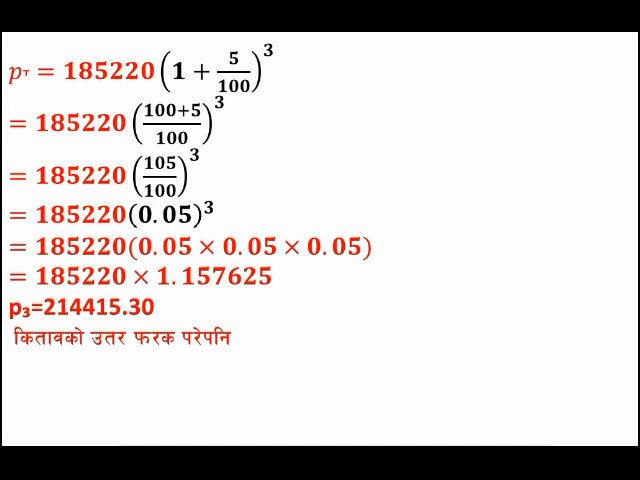 pᴛ = 185220(1 + 5/100)³
= 185220((100+5)/100)³
= 185220(105/100)³
= 185220(0.05)³
= 185220(0.05 × 0.05 × 0.05)
= 185220 × 1.157625
p₃=214415.30
कितावको उतर फरक परेपनि